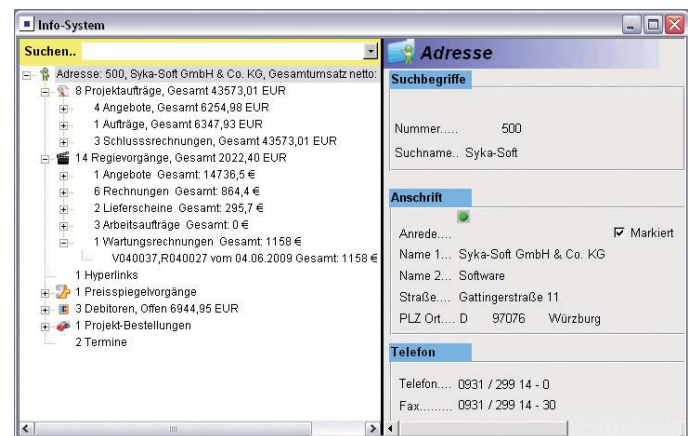 Info-System
Suchen..
Adresse: 500, Syka-Soft GmbH & Co. KG, Gesamtumsatz netto:
8 Projektaufträge, Gesamt 43573,01 EUR
4 Angebote, Gesamt 6254,98 EUR
1 Aufträge, Gesamt 6347,93 EUR
3 Schlusssrechnungen, Gesamt 43573,01 EUR
14 Regievorgänge, Gesamt 2022,40 EUR
1 Angebote Gesamt: 14736,5 €
6 Rechnungen Gesamt: 864,4 €
2 Lieferscheine Gesamt: 295,7 €
3 Arbeitsaufträge Gesamt: 0 €
1 Wartungsrechnungen Gesamt: 1158 €
V040037,R040027 vom 04.06.2009 Gesamt: 1158 €
1 Hyperlinks
1 Preisspiegelvorgänge
3 Debitoren, Offen 6944,95 EUR
1 Projekt-Bestellungen
2 Termine
Adresse
Suchbegriffe
Nummer..... 500
Suchname.. Syka-Soft
Anschrift
Anrede.... Markiert
Name 1... Syka-Soft GmbH & Co. KG
Name 2... Software
Straße.... Gattingerstraße 11
PLZ Ort.... D 97076 Würzburg
Telefon
Telefon.... 0931 / 299 14 - 0
Fax......... 0931 / 299 14 - 30